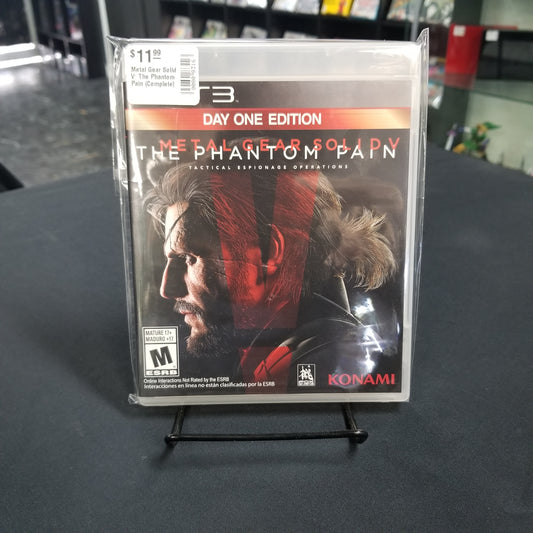 $11.99
Metal Gear Solid
V: The Phantom
Pain (Complete)
DAY ONE EDITION
METAL GEAR SOLID V
THE PHANTOM PAIN
TACTICAL ESPIONAGE OPERATIONS
MATURE 17+
MADURO +17
M
ESRB
Online Interactions Not Rated by the ESRB
Interacciones en línea no están clasificadas por la ESRB
KONAMI